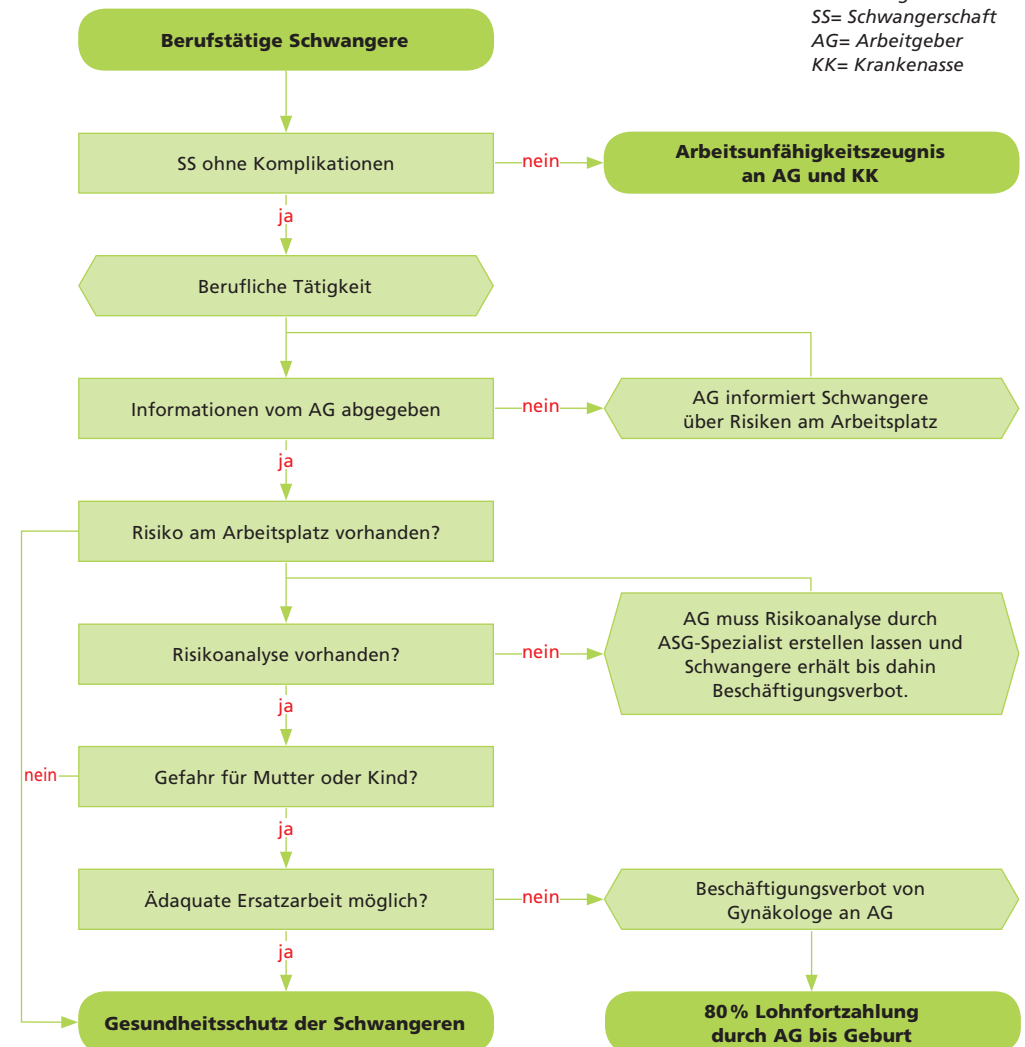 SS= Schwangerschaft
AG= Arbeitgeber
KK= Krankenasse
Berufstätige Schwangere
SS ohne Komplikationen
nein
Arbeitsunfähigkeitszeugnis
an AG und KK
ja
Berufliche Tätigkeit
Informationen vom AG abgegeben
nein
AG informiert Schwangere
über Risiken am Arbeitsplatz
ja
Risiko am Arbeitsplatz vorhanden?
Risikoanalyse vorhanden?
nein
AG muss Risikoanalyse durch
ASG-Spezialist erstellen lassen und
Schwangere erhält bis dahin
Beschäftigungsverbot.
ja
nein
Gefahr für Mutter oder Kind?
ja
Ädaquate Ersatzarbeit möglich?
nein
Beschäftigungsverbot von
Gynäkologe an AG
ja
Gesundheitsschutz der Schwangeren
80% Lohnfortzahlung
durch AG bis Geburt